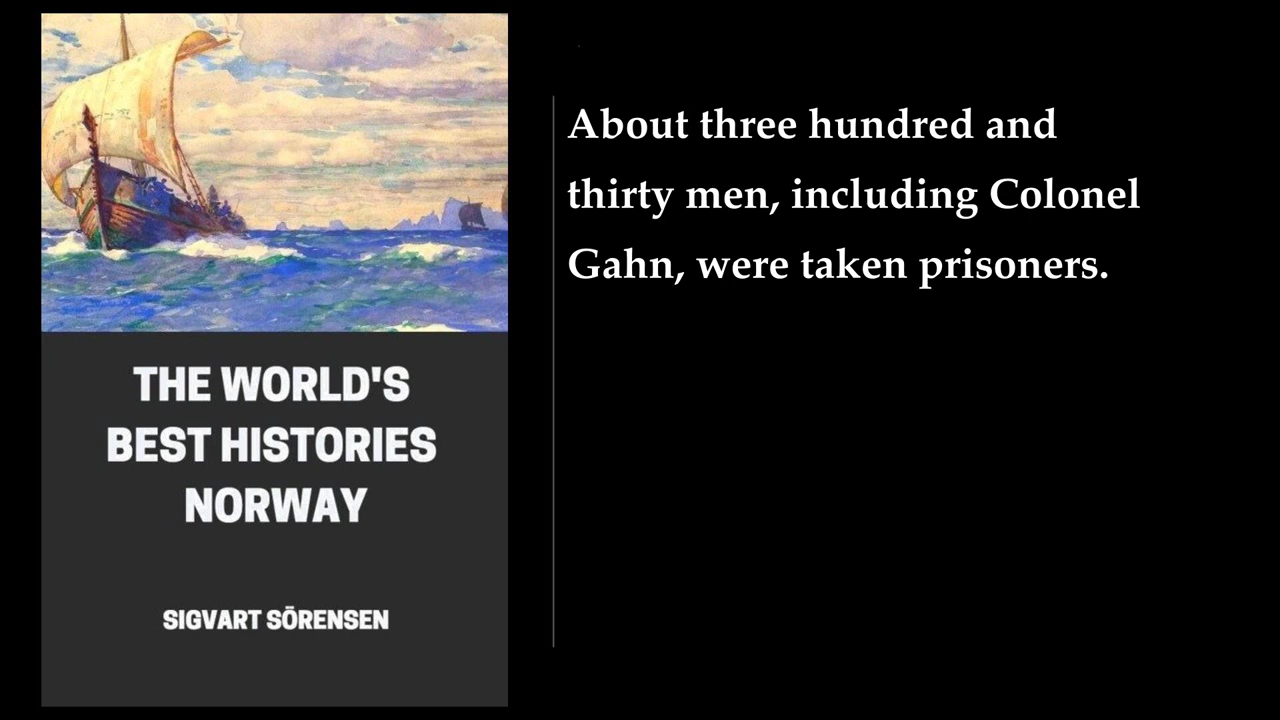 THE WORLD'S
BEST HISTORIES
NORWAY
SIGVART SÖRENSEN
About three hundred and
thirty men, including Colonel
Gahn, were taken prisoners.